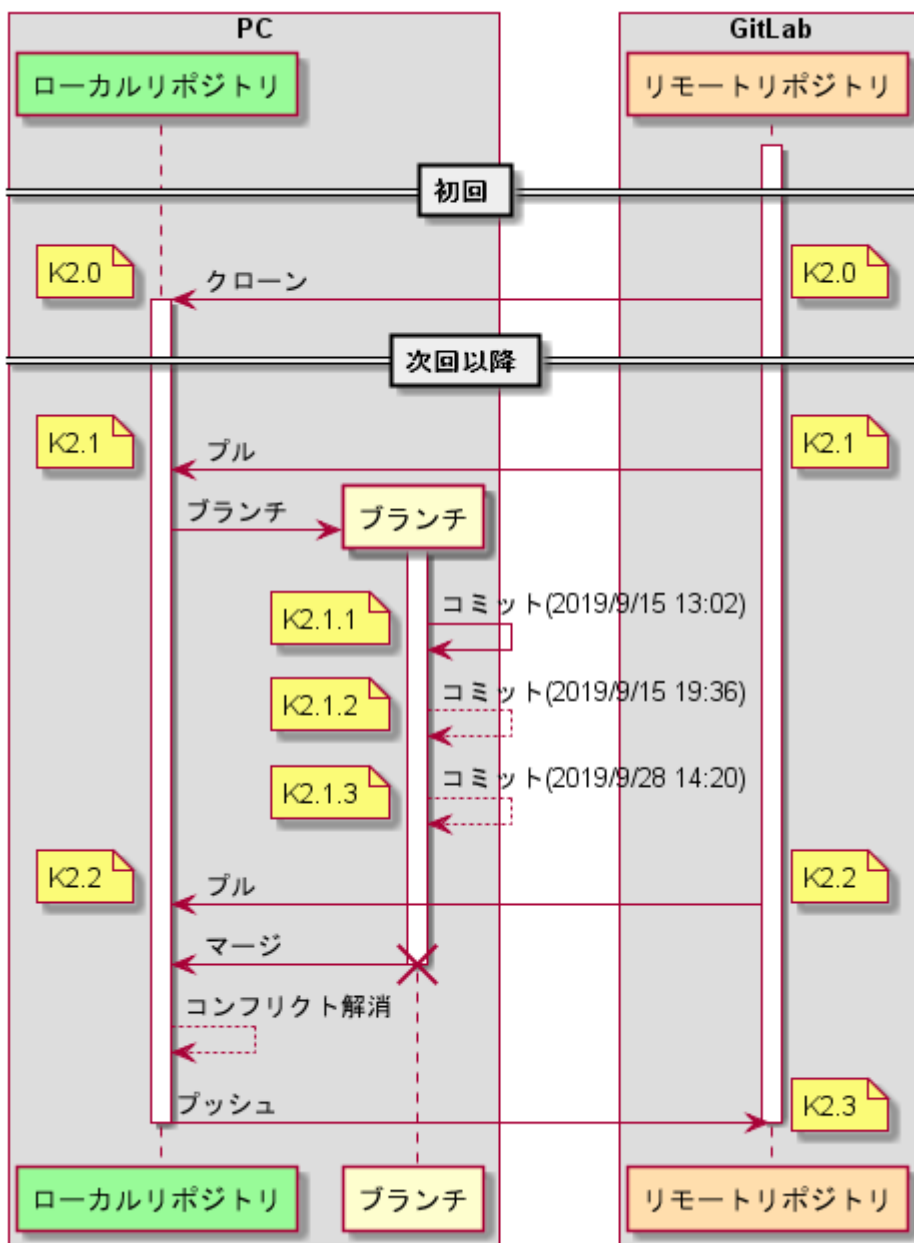 PC
GitLab
ローカルリポジトリ
リモートリポジトリ
初回
K2.0
クローン
K2.0
次回以降
K2.1
プル
K2.1
ブランチ
ブランチ
K2.1.1
コミット(2019/9/15 13:02)
K2.1.2
コミット(2019/9/15 19:36)
K2.1.3
コミット(2019/9/28 14:20)
K2.2
プル
K2.2
マージ
コンフリクト解消
プッシュ
K2.3
ローカルリポジトリ
ブランチ
リモートリポジトリ